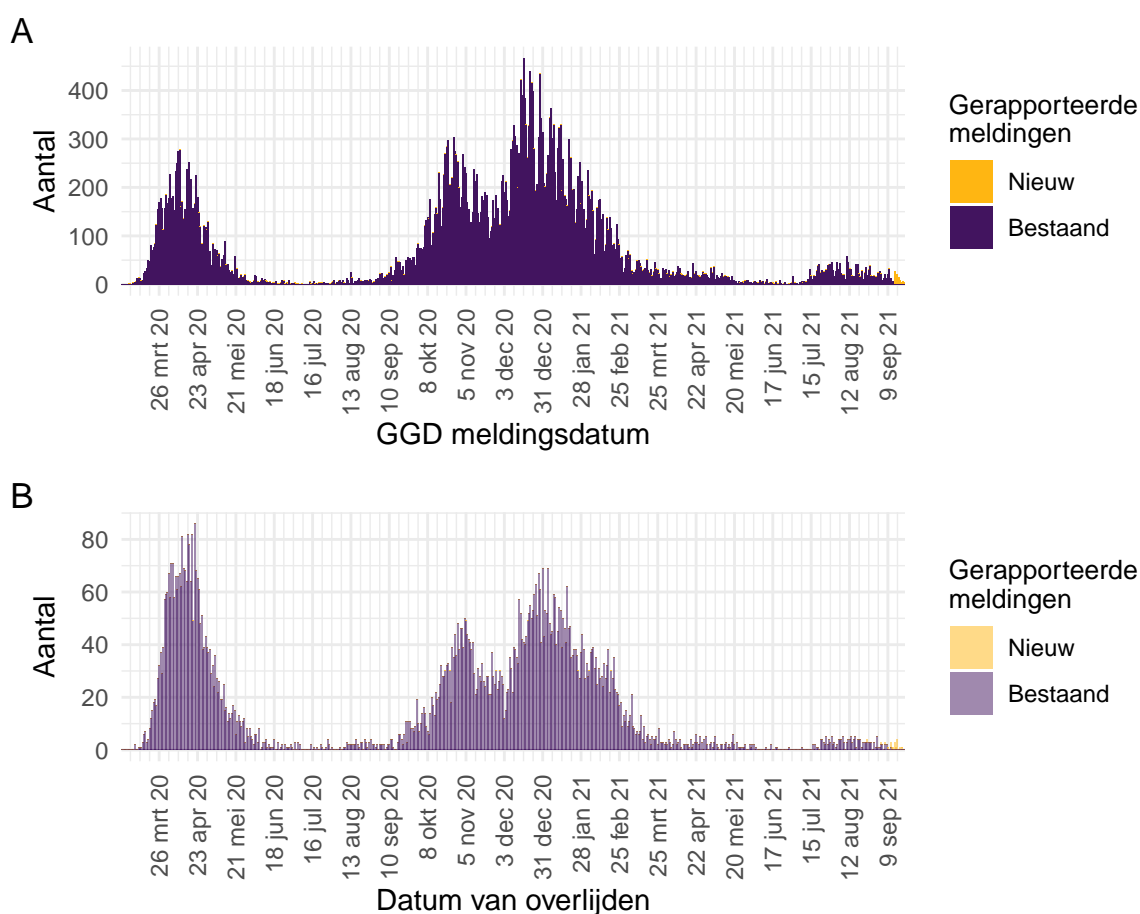 A
Aantal
400
300
200
100
0
26 mrt 20
23 apr 20
21 mei 20
18 jun 20
16 jul 20
13 aug 20
10 sep 20
8 okt 20
5 nov 20
3 dec 20
31 dec 20
28 jan 21
25 feb 21
25 mrt 21
22 apr 21
20 mei 21
17 jun 21
15 jul 21
12 aug 21
9 sep 21
GGD meldingsdatum
Gerapporteerde
meldingen
Nieuw
Bestaand
B
Aantal
80
60
40
20
0
26 mrt 20
23 apr 20
21 mei 20
18 jun 20
16 jul 20
13 aug 20
10 sep 20
8 okt 20
5 nov 20
3 dec 20
31 dec 20
28 jan 21
25 feb 21
25 mrt 21
22 apr 21
20 mei 21
17 jun 21
15 jul 21
12 aug 21
9 sep 21
Datum van overlijden
Gerapporteerde
meldingen
Nieuw
Bestaand